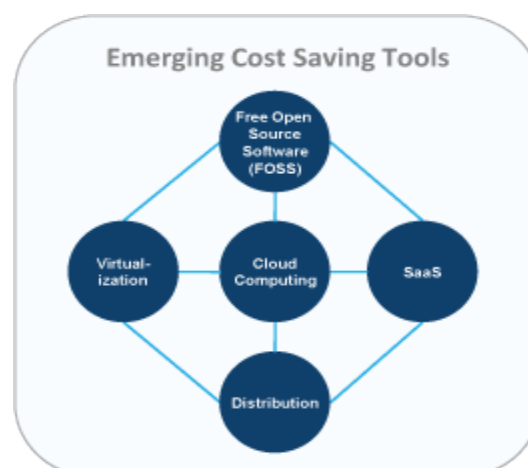 Emerging Cost Saving Tools
Free Open
Source
Software
(FOSS)
Virtual-
ization
Cloud
Computing
SaaS
Distribution